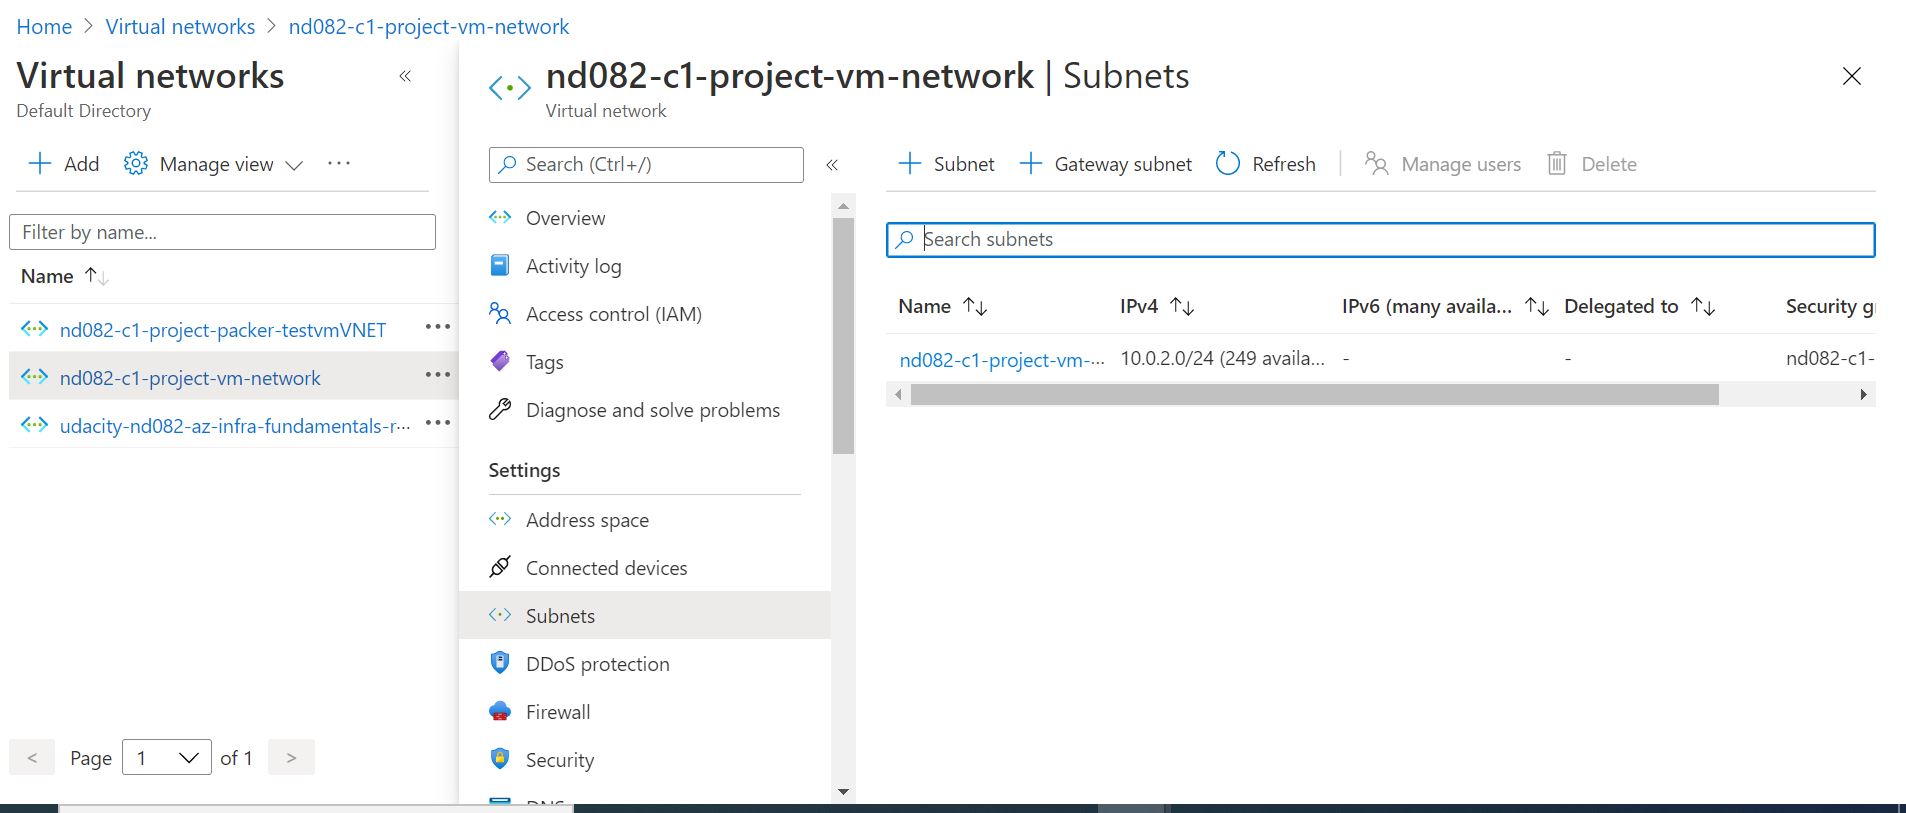 Home > Virtual networks > nd082-c1-project-vm-network
Virtual networks
Default Directory
Add Manage view ...
Filter by name...
Name
nd082-c1-project-packer-testvmVNET
nd082-c1-project-vm-network
udacity-nd082-az-infra-fundamentals-r...
< Page 1 of 1 >
nd082-c1-project-vm-network | Subnets
Virtual network
Search (Ctrl+/)
Overview
Activity log
Access control (IAM)
Tags
Diagnose and solve problems
Settings
Address space
Connected devices
Subnets
DDoS protection
Firewall
Security
DNS
Subnet Gateway subnet Refresh Manage users Delete
Search subnets
Name IPv4 IPv6 (many availa... Delegated to Security g
nd082-c1-project-vm-... 10.0.2.0/24 (249 availa... - - nd082-c1-